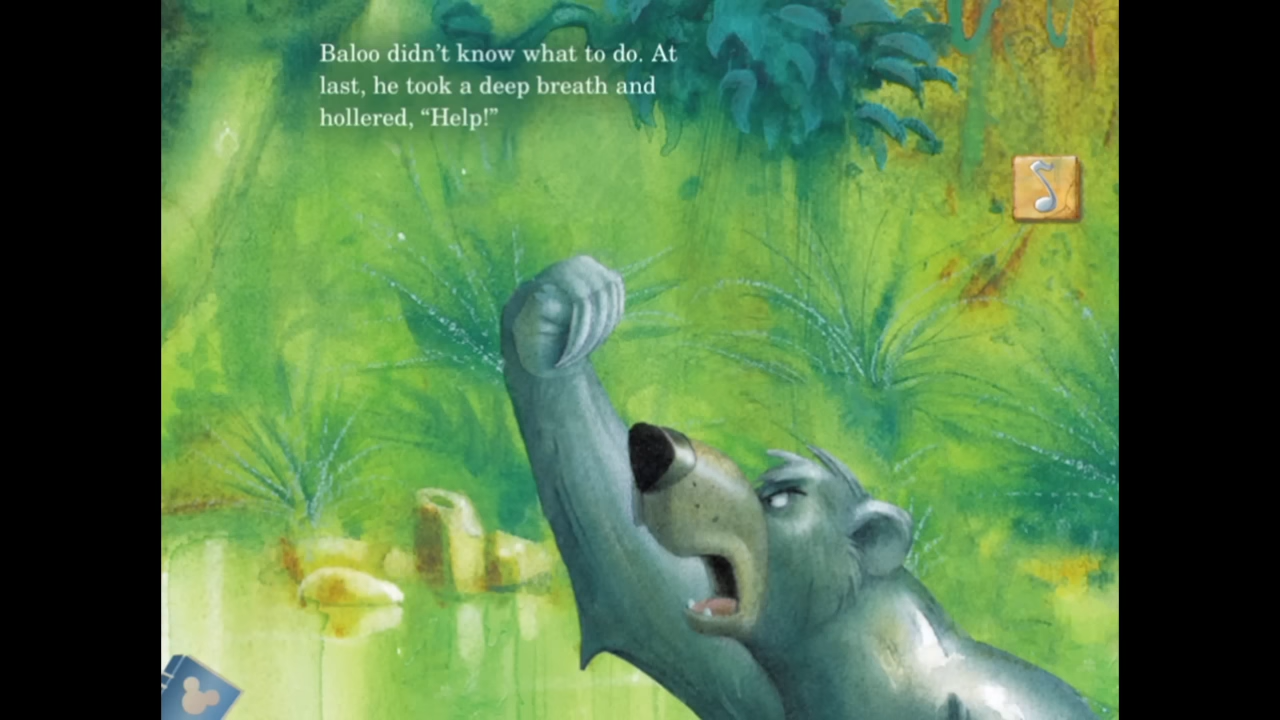 Baloo didn’t know what to do. At
last, he took a deep breath and
hollered, “Help!”